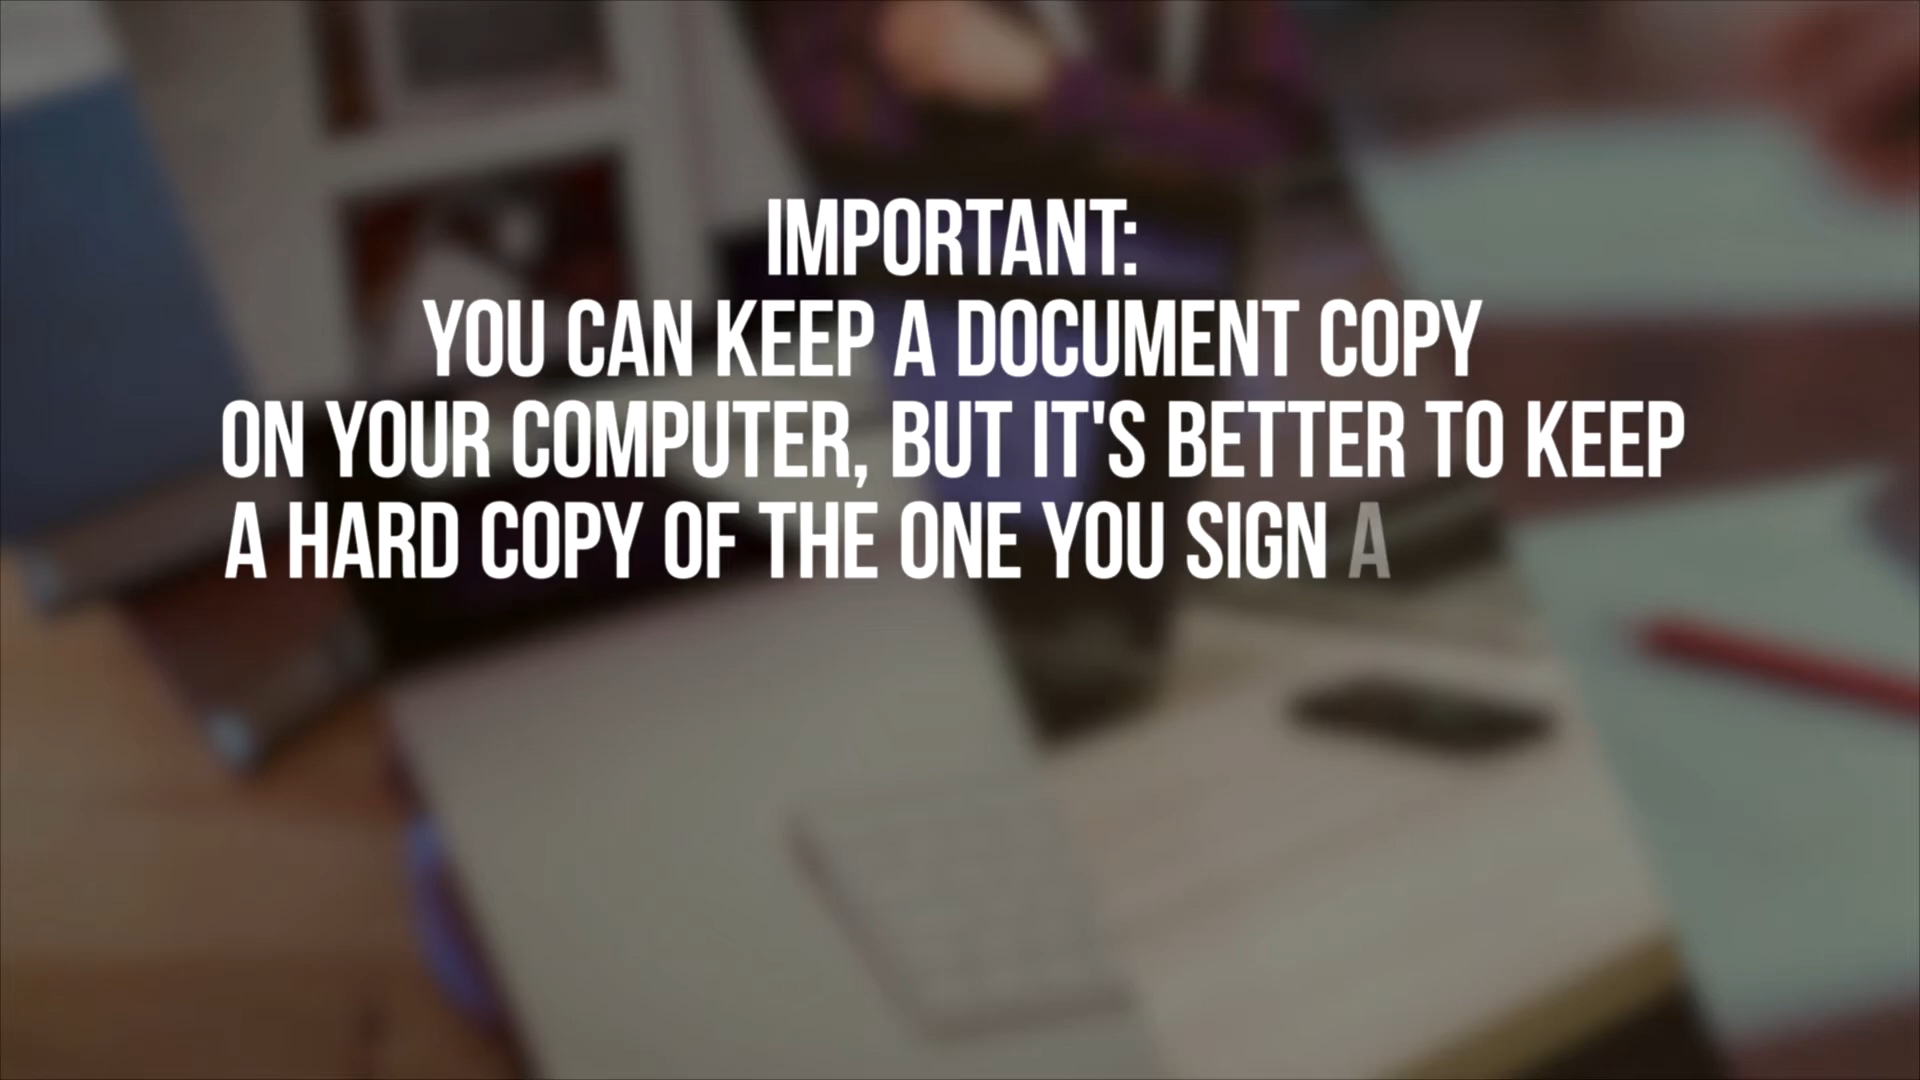 IMPORTANT:
YOU CAN KEEP A DOCUMENT COPY
ON YOUR COMPUTER, BUT IT'S BETTER TO KEEP
A HARD COPY OF THE ONE YOU SIGN A